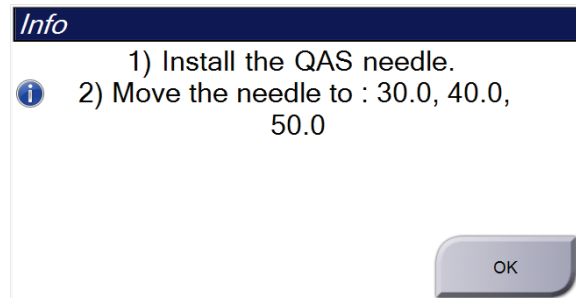 Info
1) Install the QAS needle.
2) Move the needle to : 30.0, 40.0,
50.0
OK